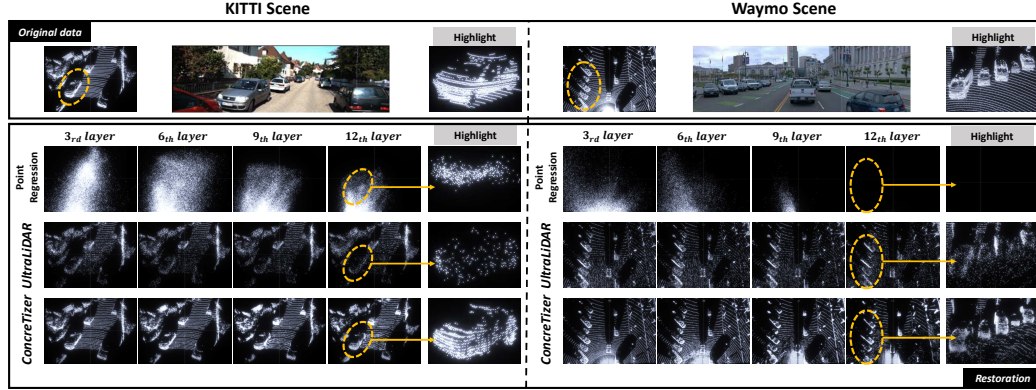 KITTI Scene
Waymo Scene
Original data
Highlight
Highlight
3rd layer
6th layer
9th layer
12th layer
Highlight
3rd layer
6th layer
9th layer
12th layer
Highlight
Point
Regression
Point
Regression
UltraLiDAR
UltraLiDAR
ConcreTizer
ConcreTizer
Restoration